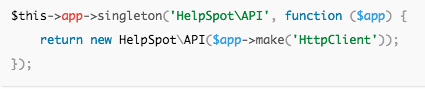 $this->app->singleton('HelpSpot\API', function ($app) {
    return new HelpSpot\API($app->make('HttpClient'));
});